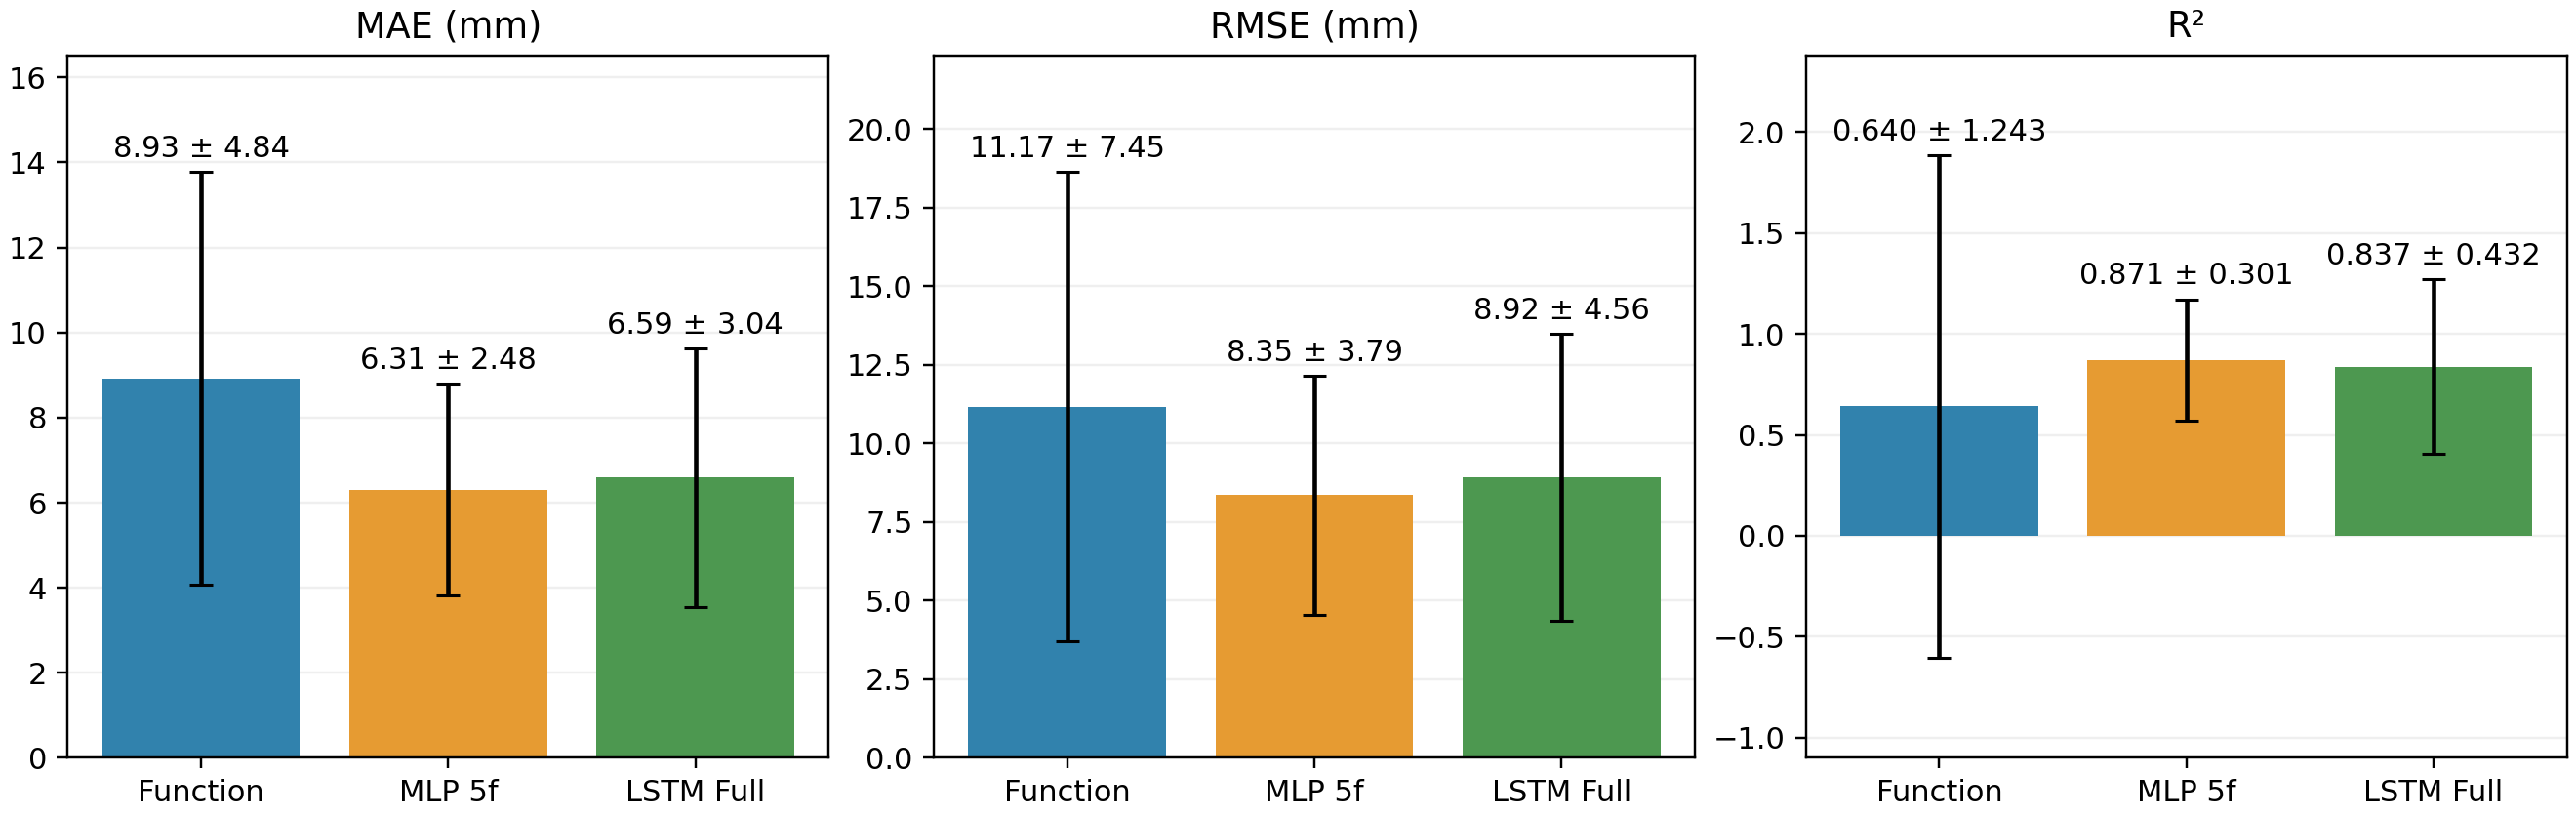 MAE (mm)
16
14
12
10
8
6
4
2
0
8.93 ± 4.84
6.31 ± 2.48
6.59 ± 3.04
Function
MLP 5f
LSTM Full
RMSE (mm)
20.0
17.5
15.0
12.5
10.0
7.5
5.0
2.5
0.0
11.17 ± 7.45
8.35 ± 3.79
8.92 ± 4.56
Function
MLP 5f
LSTM Full
R²
2.0
1.5
1.0
0.5
0.0
−0.5
−1.0
0.640 ± 1.243
0.871 ± 0.301
0.837 ± 0.432
Function
MLP 5f
LSTM Full